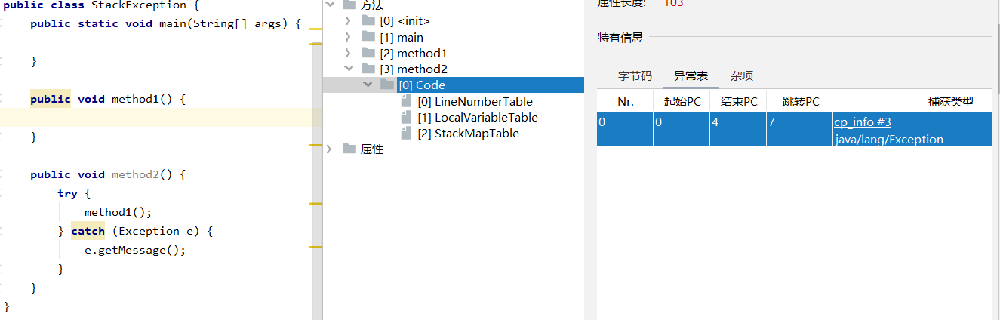 public class StackException {
public static void main(String[] args) {
}
public void method1() {
}
public void method2() {
try {
method1();
} catch (Exception e) {
e.getMessage();
}
}
}
方法
[0] <init>
[1] main
[2] method1
[3] method2
[0] Code
[0] LineNumberTable
[1] LocalVariableTable
[2] StackMapTable
属性
属性长度: 103
特有信息
字节码 异常表 杂项
Nr. 起始PC 结束PC 跳转PC 捕获类型
0 0 4 7 cp_info #3
java/lang/Exception